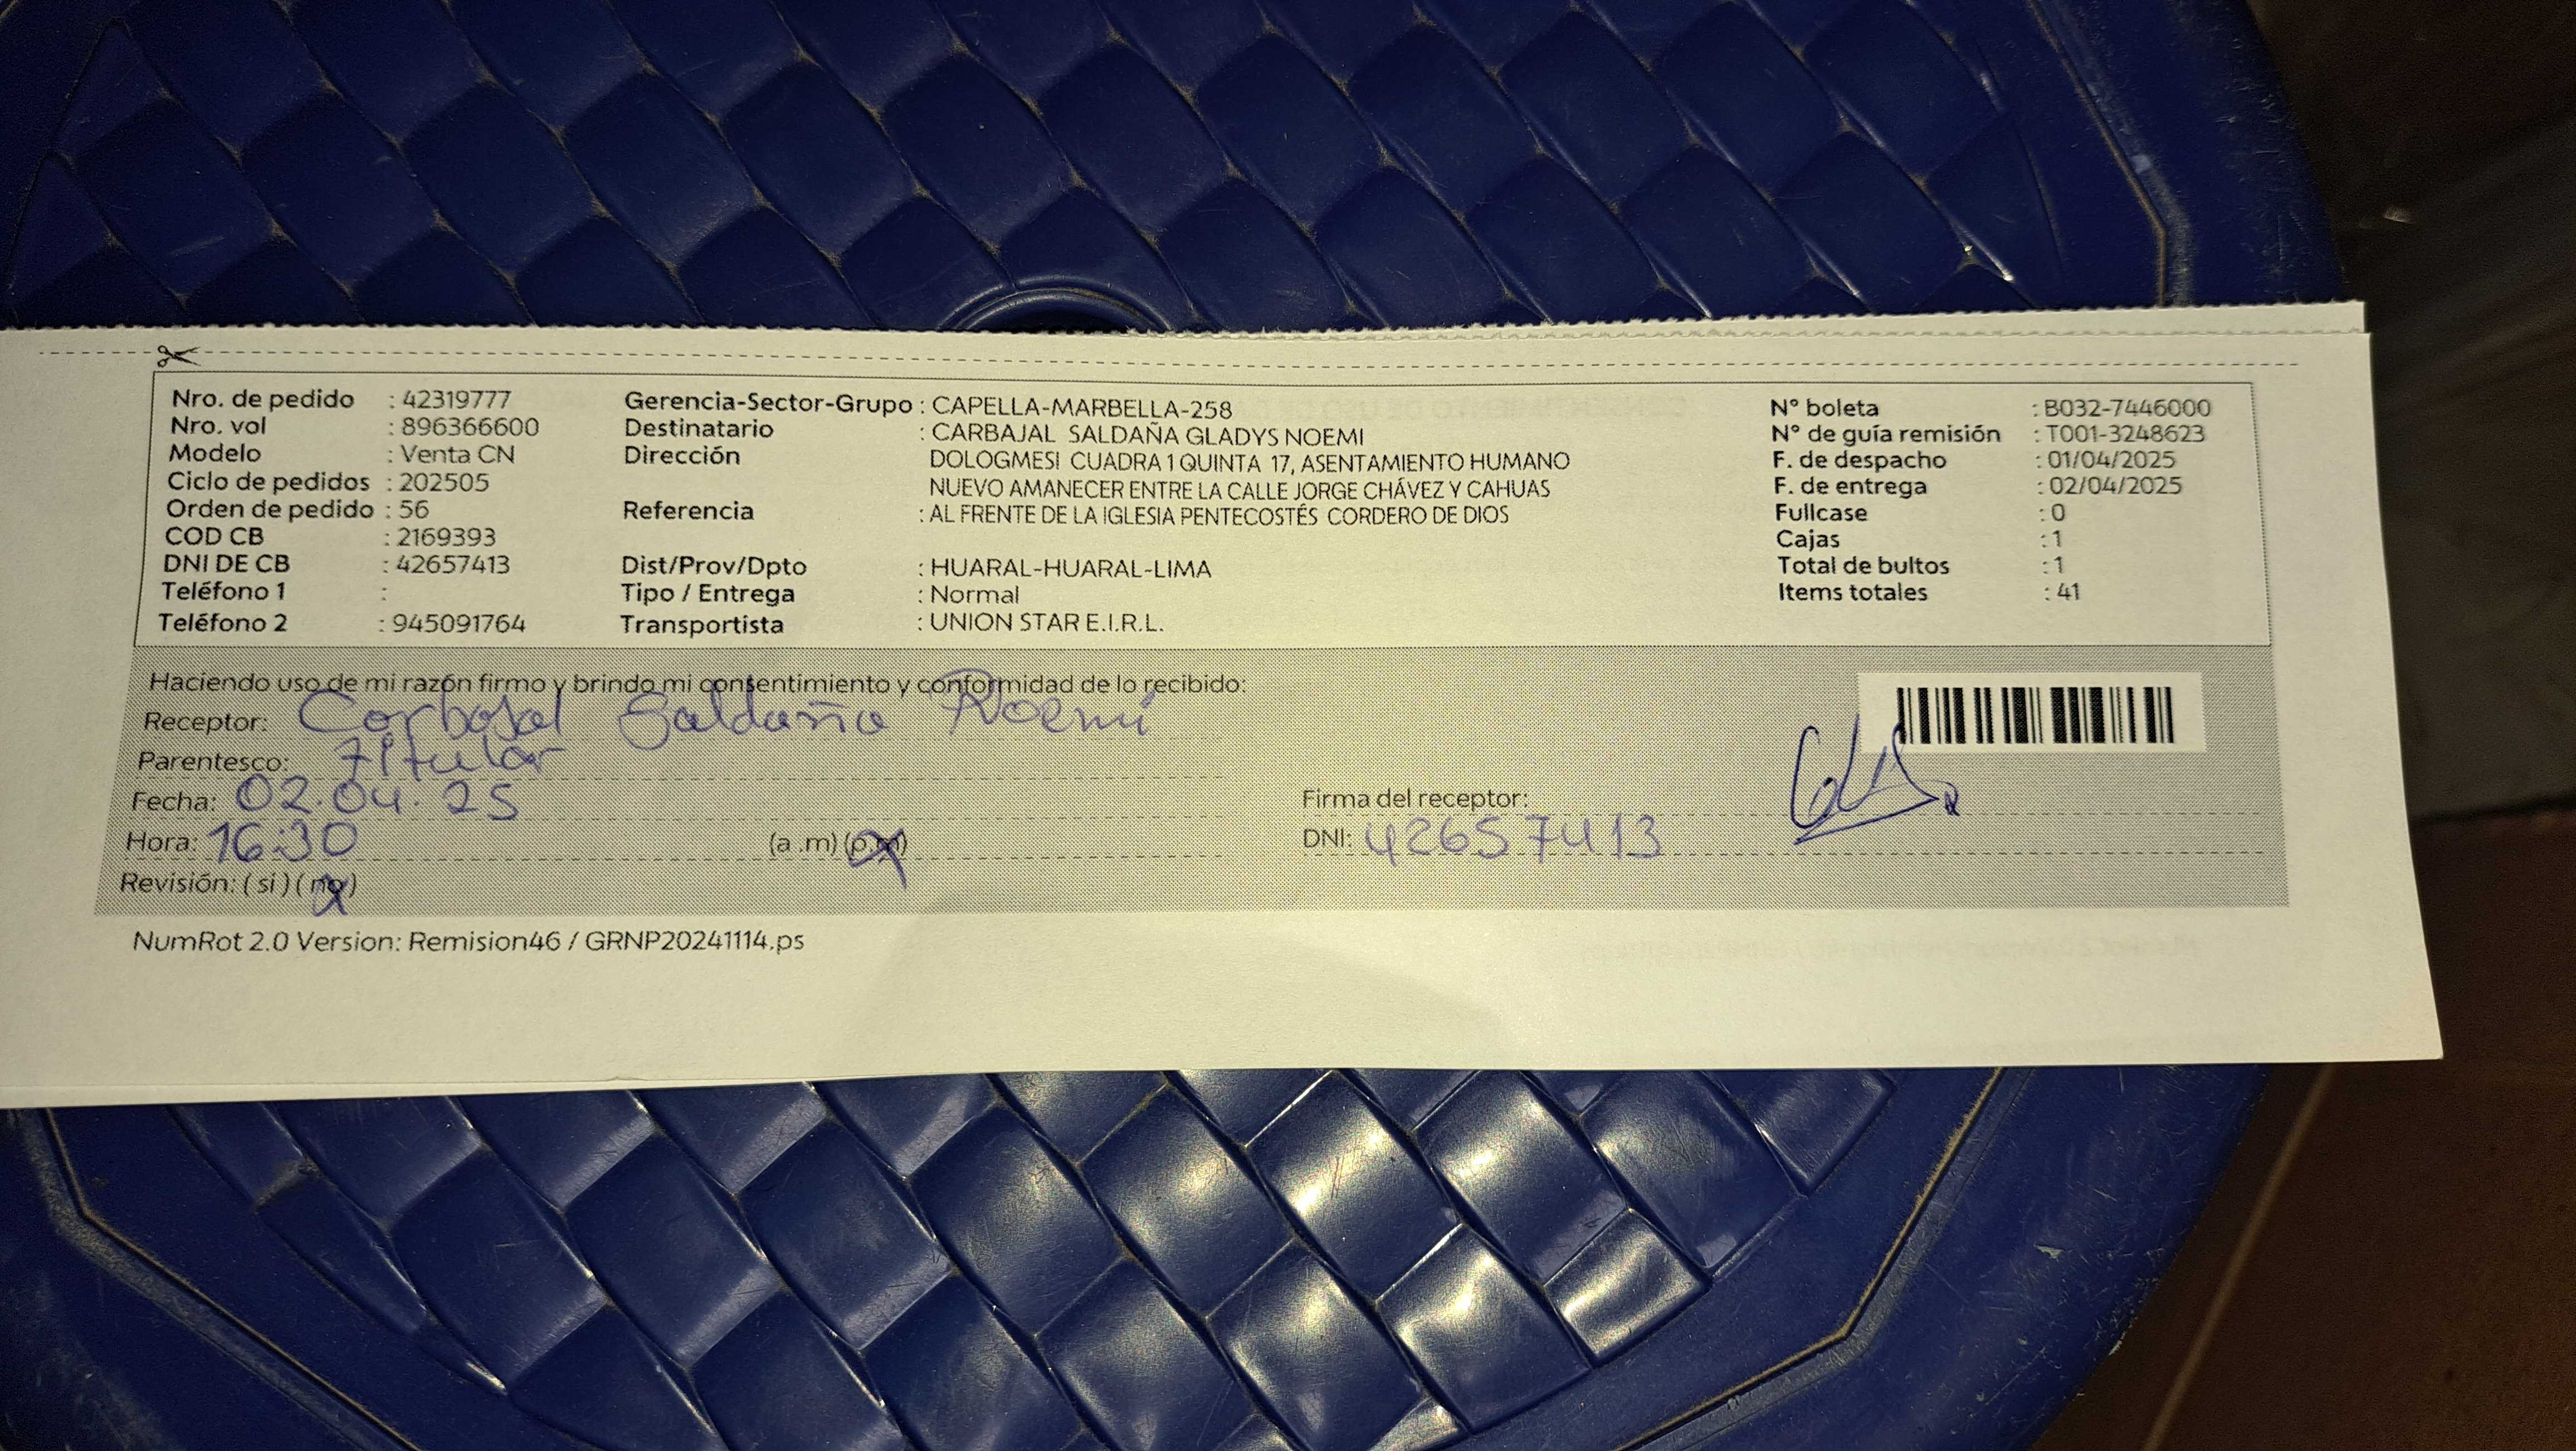 Nro. de pedido : 42319777 Gerencia-Sector-Grupo : CAPELLA-MARBELLA-258 N° boleta : B032-7446000
Nro. vol : 896366600 Destinatario : CARBAJAL SALDAÑA GLADYS NOEMI N° de guía remisión : T001-3248623
Modelo : Venta CN Dirección DOLOGMESI CUADRA 1 QUINTA 17, ASENTAMIENTO HUMANO F. de despacho : 01/04/2025
Ciclo de pedidos : 202505 NUEVO AMANECER ENTRE LA CALLE JORGE CHÁVEZ Y CAHUAS F. de entrega : 02/04/2025
Orden de pedido : 56 Referencia : AL FRENTE DE LA IGLESIA PENTECOSTÉS CORDERO DE DIOS Fullcase : 0
COD CB : 2169393 Cajas : 1
DNI DE CB : 42657413 Dist/Prov/Dpto : HUARAL-HUARAL-LIMA Total de bultos : 1
Teléfono 1 : Tipo / Entrega : Normal Items totales : 41
Teléfono 2 : 945091764 Transportista : UNION STAR E.I.R.L.
Haciendo uso de mi razón firmo y brindo mi consentimiento y conformidad de lo recibido:
Receptor: Carbajal Saldaña Noemi
Parentesco: Titular
Fecha: 02.04.25 Firma del receptor:
Hora: 16:30 (a .m) (p.m) DNI: 42657413
Revisión: ( si ) ( no )
NumRot 2.0 Version: Remision46 / GRNP20241114.ps